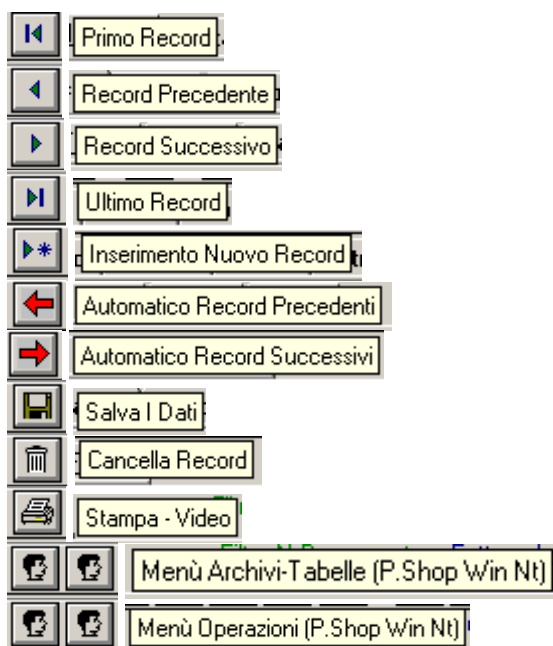 Primo Record
Record Precedente
Record Successivo
Ultimo Record
Inserimento Nuovo Record
Automatico Record Precedenti
Automatico Record Successivi
Salva I Dati
Cancella Record
Stampa - Video
Menù Archivi-Tabelle (P.Shop Win Nt)
Menù Operazioni (P.Shop Win Nt)